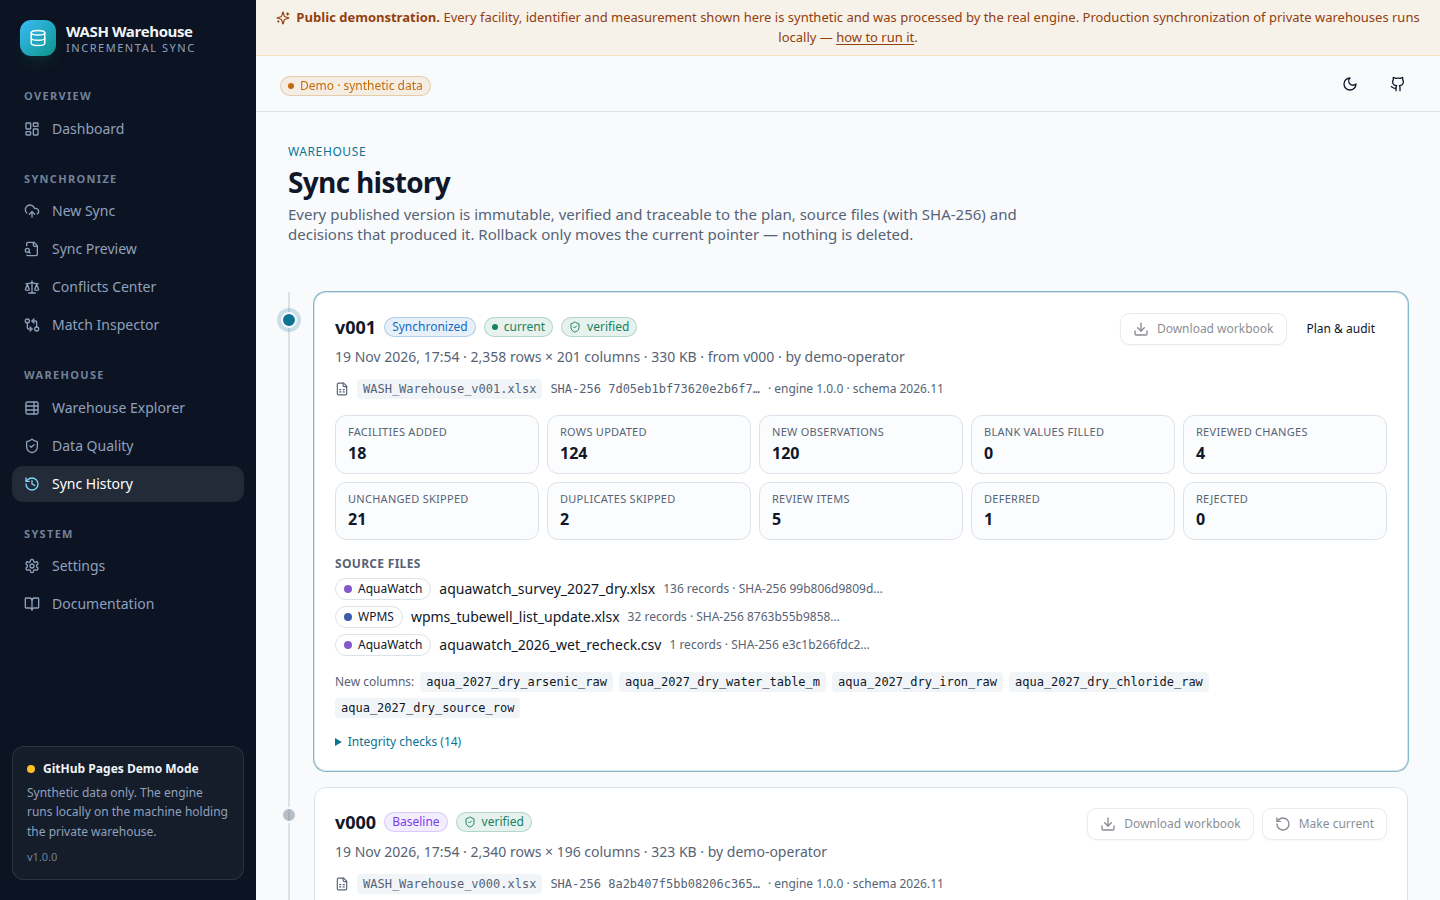 WASH Warehouse
INCREMENTAL SYNC
OVERVIEW
Dashboard
SYNCHRONIZE
New Sync
Sync Preview
Conflicts Center
Match Inspector
WAREHOUSE
Warehouse Explorer
Data Quality
Sync History
SYSTEM
Settings
Documentation
GitHub Pages Demo Mode
Synthetic data only. The engine
runs locally on the machine holding
the private warehouse.
v1.0.0
Public demonstration. Every facility, identifier and measurement shown here is synthetic and was processed by the real engine. Production synchronization of private warehouses runs
locally — how to run it.
Demo · synthetic data
WAREHOUSE
Sync history
Every published version is immutable, verified and traceable to the plan, source files (with SHA-256) and
decisions that produced it. Rollback only moves the current pointer — nothing is deleted.
v001 Synchronized current verified Download workbook Plan & audit
19 Nov 2026, 17:54 · 2,358 rows × 201 columns · 330 KB · from v000 · by demo-operator
WASH_Warehouse_v001.xlsx SHA-256 7d05eb1bf73620e2b6f7… · engine 1.0.0 · schema 2026.11
FACILITIES ADDED ROWS UPDATED NEW OBSERVATIONS BLANK VALUES FILLED REVIEWED CHANGES
18 124 120 0 4
UNCHANGED SKIPPED DUPLICATES SKIPPED REVIEW ITEMS DEFERRED REJECTED
21 2 5 1 0
SOURCE FILES
AquaWatch aquawatch_survey_2027_dry.xlsx 136 records · SHA-256 99b806d9809d…
WPMS wpms_tubewell_list_update.xlsx 32 records · SHA-256 8763b55b9858…
AquaWatch aquawatch_2026_wet_recheck.csv 1 records · SHA-256 e3c1b266fdc2…
New columns: aqua_2027_dry_arsenic_raw aqua_2027_dry_water_table_m aqua_2027_dry_iron_raw aqua_2027_dry_chloride_raw
aqua_2027_dry_source_row
Integrity checks (14)
v000 Baseline verified Download workbook Make current
19 Nov 2026, 17:54 · 2,340 rows × 196 columns · 323 KB · by demo-operator
WASH_Warehouse_v000.xlsx SHA-256 8a2b407f5bb08206c365… · engine 1.0.0 · schema 2026.11